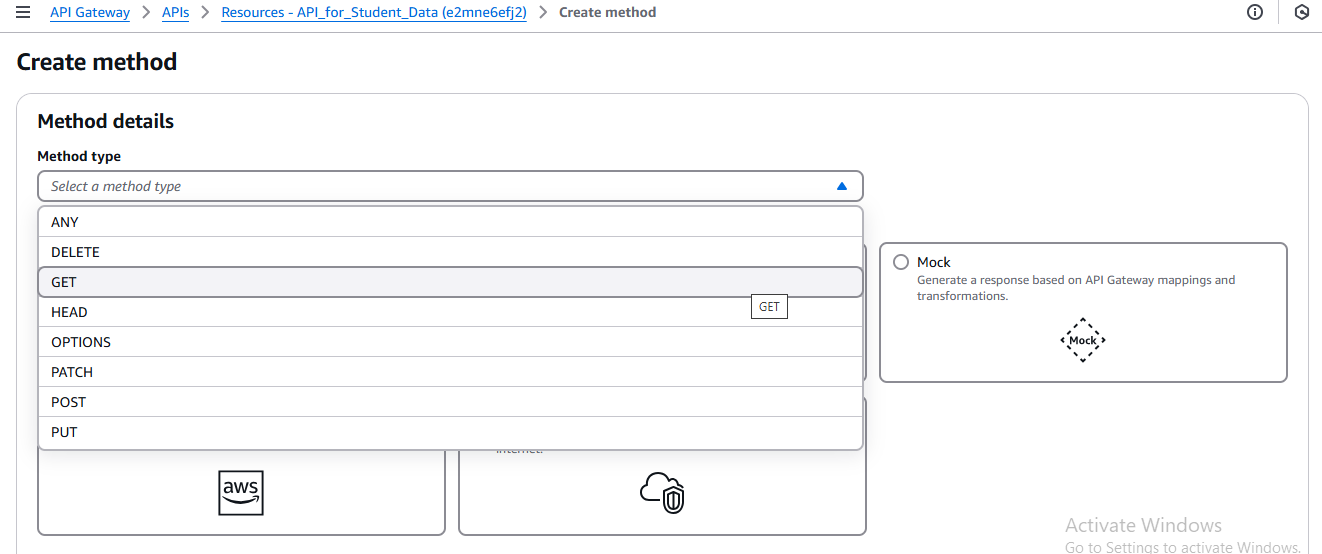 API Gateway > APIs > Resources - API_for_Student_Data (e2mne6efj2) > Create method
Create method
Method details
Method type
Select a method type
ANY
DELETE
GET
HEAD
OPTIONS
PATCH
POST
PUT
GET
Mock
Generate a response based on API Gateway mappings and
transformations.
Mock
internet.
aws
Activate Windows
Go to Settings to activate Windows.